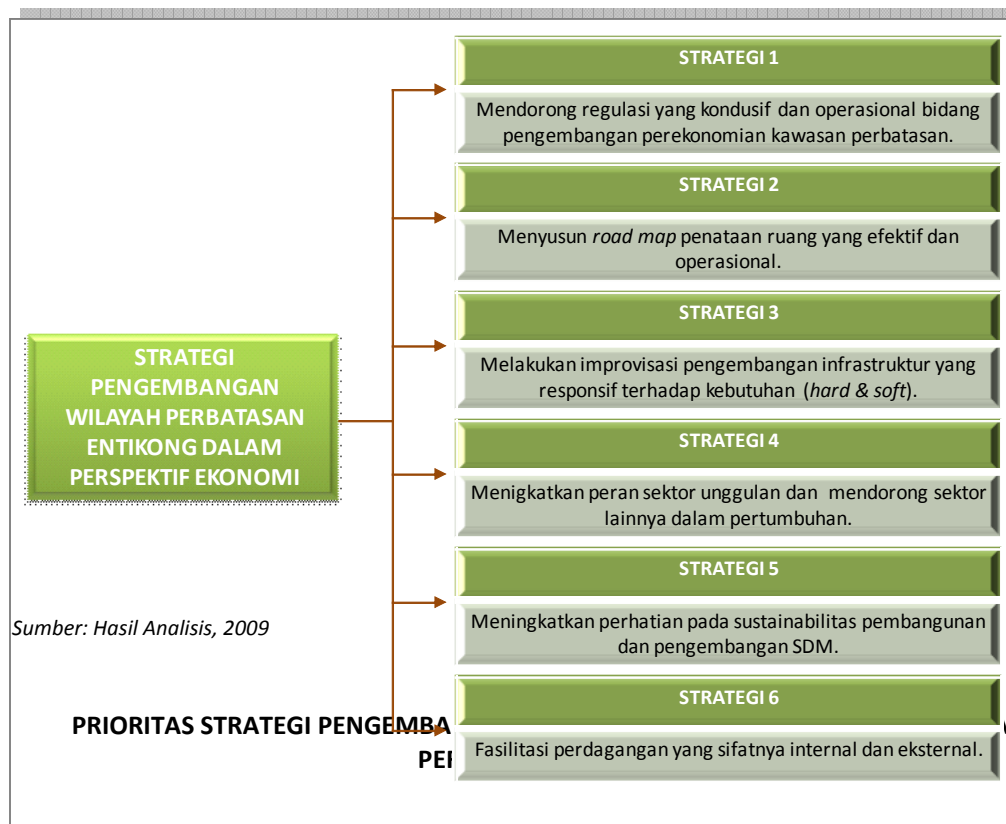 STRATEGI 1
Mendorong regulasi yang kondusif dan operasional bidang
pengembangan perekonomian kawasan perbatasan.
STRATEGI 2
Menyusun road map penataan ruang yang efektif dan
operasional.
STRATEGI 3
Melakukan improvisasi pengembangan infrastruktur yang
responsif terhadap kebutuhan (hard & soft).
STRATEGI
PENGEMBANGAN
WILAYAH PERBATASAN
ENTIKONG DALAM
PERSPEKTIF EKONOMI
STRATEGI 4
Menigkatkan peran sektor unggulan dan mendorong sektor
lainnya dalam pertumbuhan.
STRATEGI 5
Meningkatkan perhatian pada sustainabilitas pembangunan
dan pengembangan SDM.
Sumber: Hasil Analisis, 2009
STRATEGI 6
Fasilitasi perdagangan yang sifatnya internal dan eksternal.
PRIORITAS STRATEGI